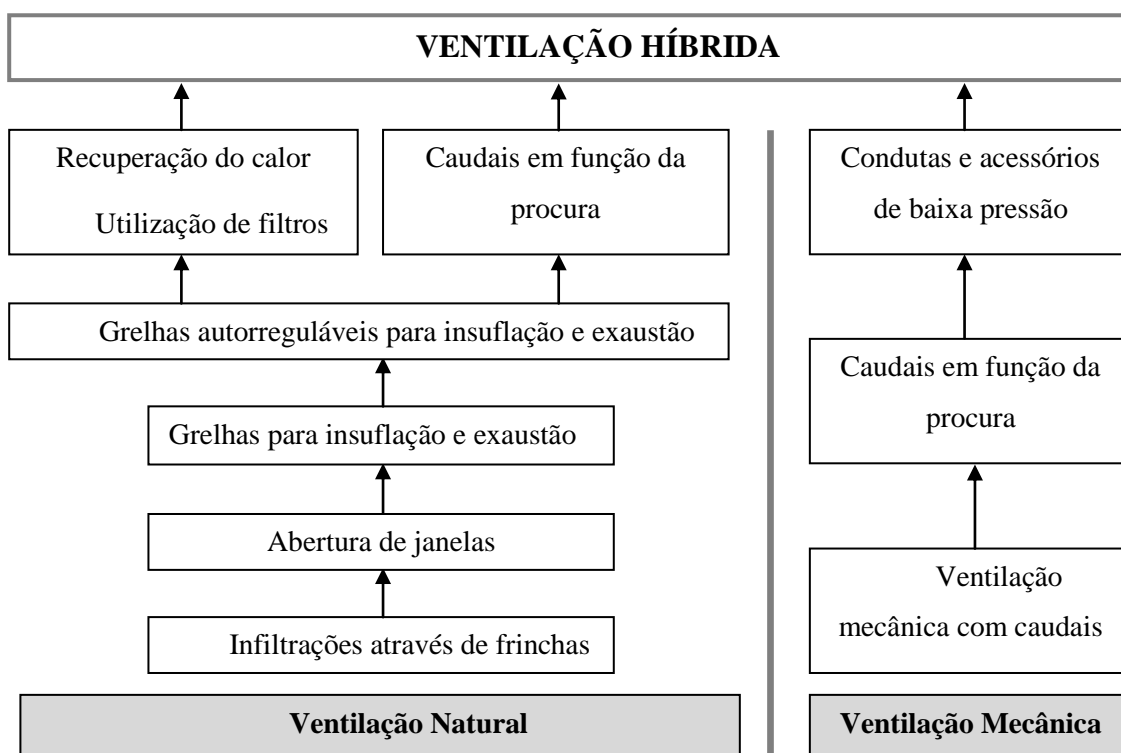 VENTILAÇÃO HÍBRIDA
Recuperação do calor
Utilização de filtros
Caudais em função da
procura
Condutas e acessórios
de baixa pressão
Grelhas autorreguláveis para insuflação e exaustão
Caudais em função da
procura
Grelhas para insuflação e exaustão
Abertura de janelas
Ventilação
mecânica com caudais
Infiltrações através de frinchas
Ventilação Natural
Ventilação Mecânica